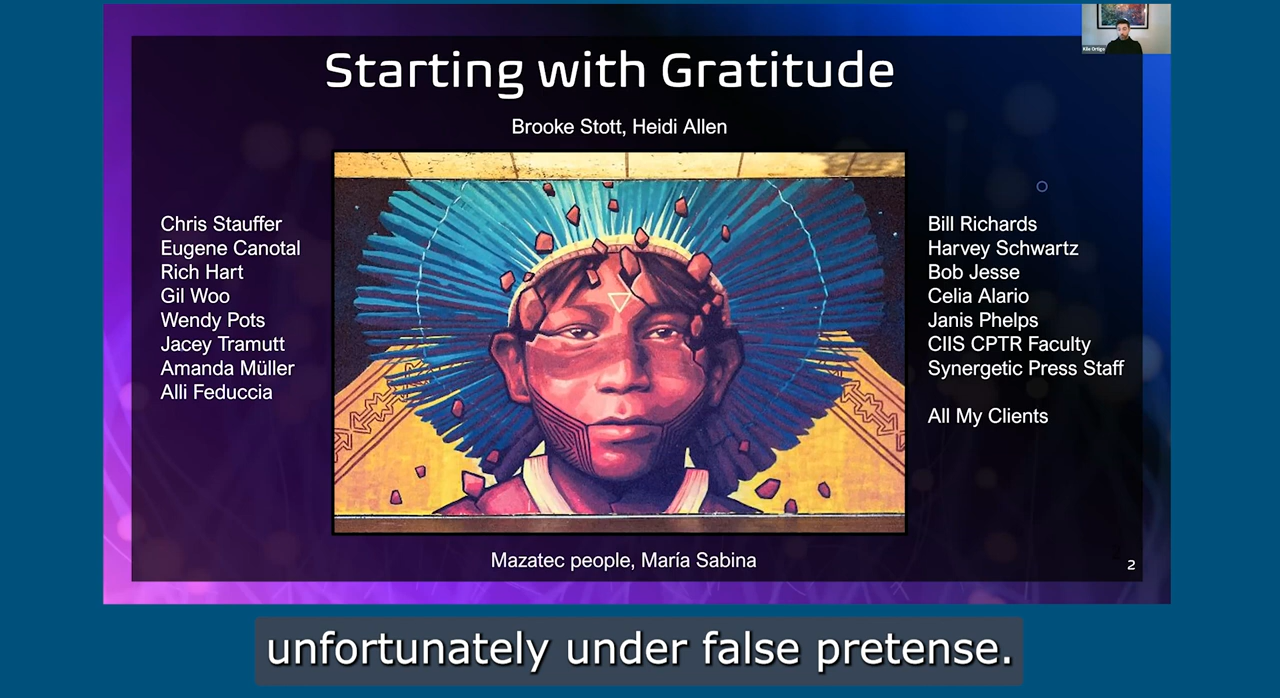 Starting with Gratitude
Brooke Stott, Heidi Allen
Chris Stauffer
Eugene Canotal
Rich Hart
Gil Woo
Wendy Pots
Jacey Tramutt
Amanda Müller
Alli Feduccia
Bill Richards
Harvey Schwartz
Bob Jesse
Celia Alario
Janis Phelps
CIIS CPTR Faculty
Synergetic Press Staff
All My Clients
Mazatec people, María Sabina
2
unfortunately under false pretense.